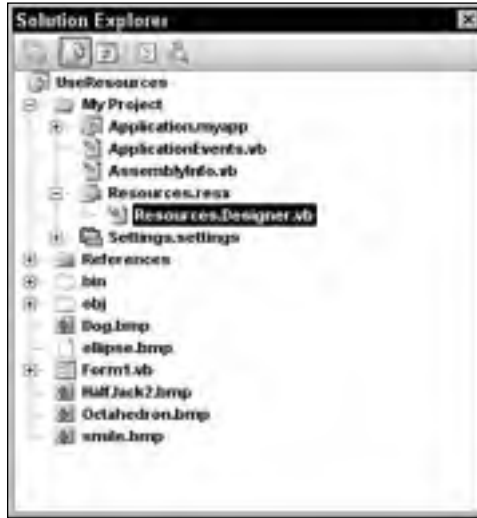 Solution Explorer
UseResources
My Project
Application.myapp
ApplicationEvents.vb
AssemblyInfo.vb
Resources.resx
Resources.Designer.vb
Settings.settings
References
bin
obj
Dog.bmp
ellipse.bmp
Form1.vb
HalfJack2.bmp
Octahedron.bmp
smile.bmp